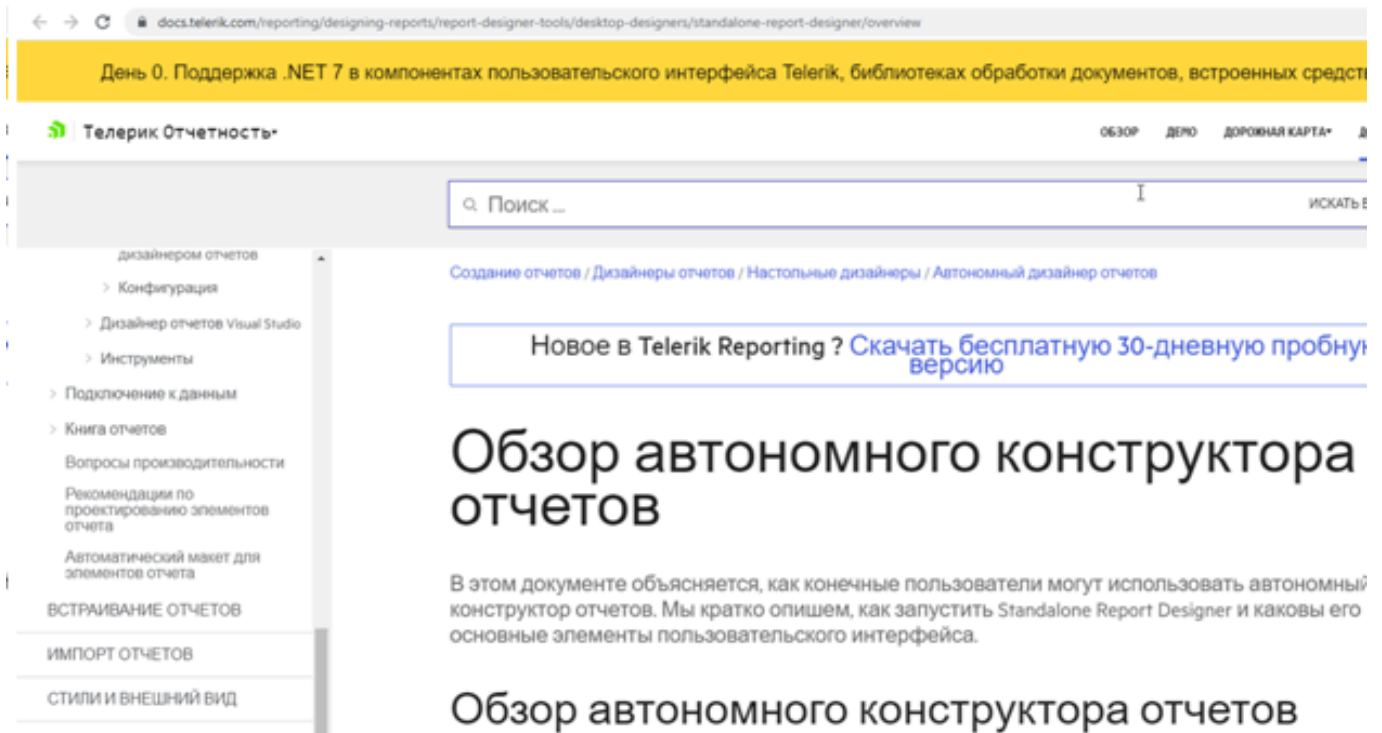 docs.telerik.com/reporting/designing-reports/report-designer-tools/desktop-designers/standalone-report-designer/overview
День 0. Поддержка .NET 7 в компонентах пользовательского интерфейса Telerik, библиотеках обработки документов, встроенных
Телерик Отчетность
ОБЗОР ДЕМО ДОРОЖНАЯ КАРТА
Поиск ...
ИСКАТЬ
дизайнером отчетов
Конфигурация
Дизайнер отчетов Visual Studio
Инструменты
Подключение к данным
Книга отчетов
Вопросы производительности
Рекомендации по
проектированию элементов
отчета
Автоматический макет для
элементов отчета
ВСТРАИВАНИЕ ОТЧЕТОВ
ИМПОРТ ОТЧЕТОВ
СТИЛИ И ВНЕШНИЙ ВИД
Создание отчетов / Дизайнеры отчетов / Настольные дизайнеры / Автономный дизайнер отчетов
Новое в Telerik Reporting ? Скачать бесплатную 30-дневную
версию
Обзор автономного конструктора
отчетов
В этом документе объясняется, как конечные пользователи могут использовать автономный
конструктор отчетов. Мы кратко опишем, как запустить Standalone Report Designer и каковы его
основные элементы пользовательского интерфейса.
Обзор автономного конструктора отчетов